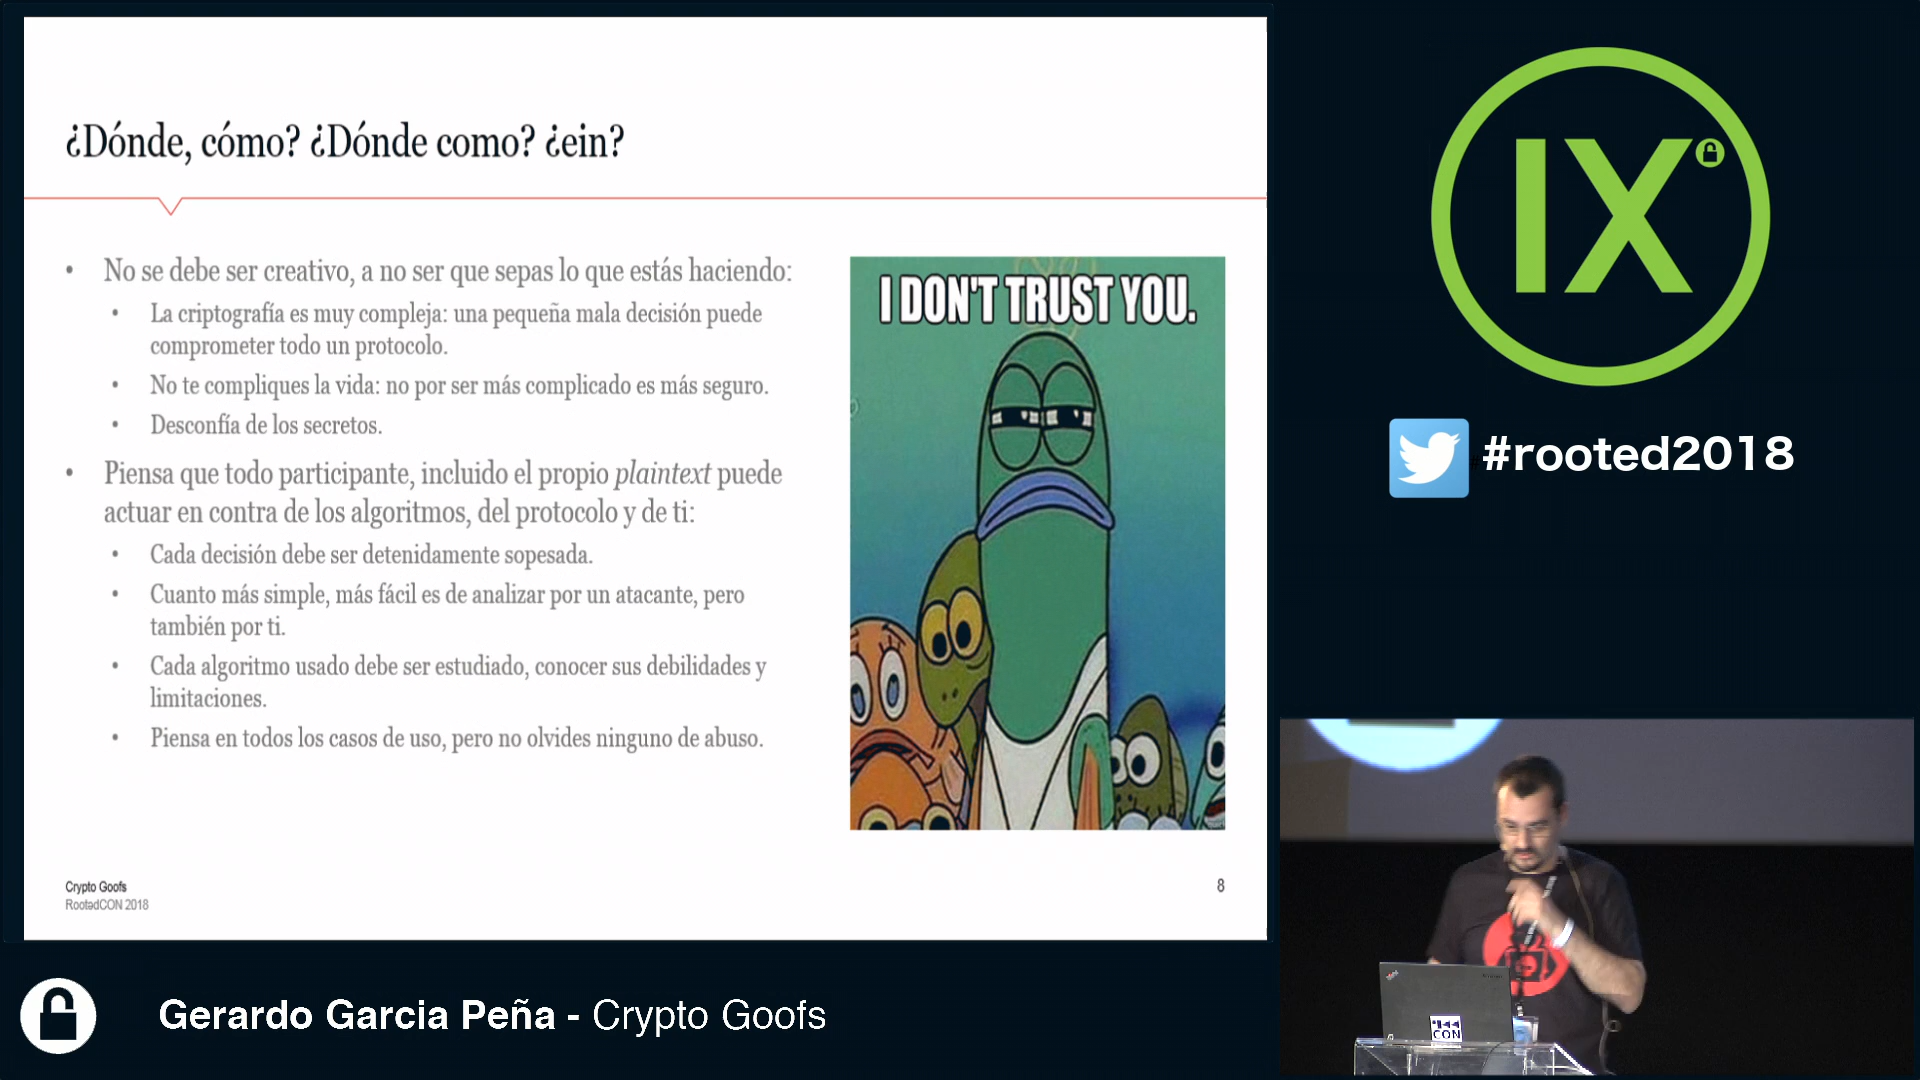 ¿Dónde, cómo? ¿Dónde como? ¿ein?
• No se debe ser creativo, a no ser que sepas lo que estás haciendo:
• La criptografía es muy compleja: una pequeña mala decisión puede
comprometer todo un protocolo.
• No te compliques la vida: no por ser más complicado es más seguro.
• Desconfía de los secretos.
• Piensa que todo participante, incluido el propio plaintext puede
actuar en contra de los algoritmos, del protocolo y de ti:
• Cada decisión debe ser detenidamente sopesada.
• Cuanto más simple, más fácil es de analizar por un atacante, pero
también por ti.
• Cada algoritmo usado debe ser estudiado, conocer sus debilidades y
limitaciones.
• Piensa en todos los casos de uso, pero no olvides ninguno de abuso.
I DON'T TRUST YOU.
Crypto Goofs
RootedCON 2018
8
IX
#rooted2018
CON
Gerardo Garcia Peña - Crypto Goofs